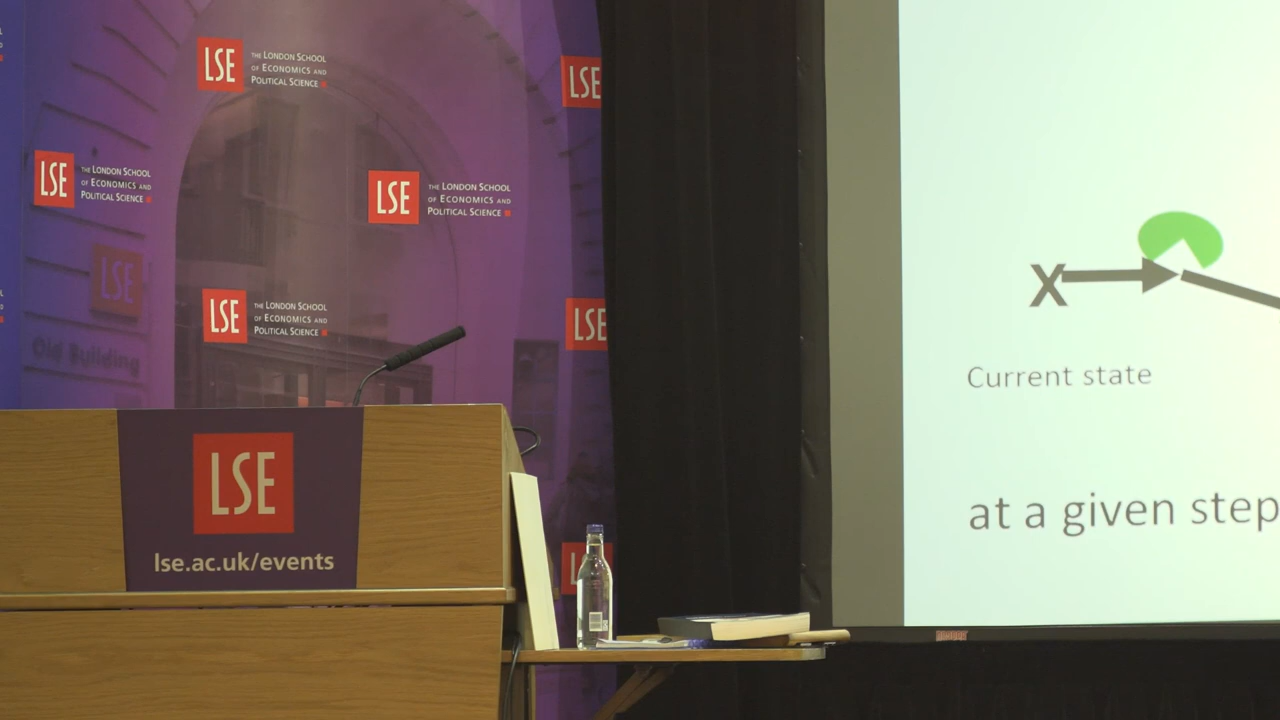 LSE THE LONDON SCHOOL
OF ECONOMICS AND
POLITICAL SCIENCE
LSE
LSE THE LONDON SCHOOL
OF ECONOMICS AND
POLITICAL SCIENCE
LSE THE LONDON SCHOOL
OF ECONOMICS AND
POLITICAL SCIENCE
LSE
Old Building
LSE THE LONDON SCHOOL
OF ECONOMICS AND
POLITICAL SCIENCE
LSE
LSE
lse.ac.uk/events
X
Current state
at a given step